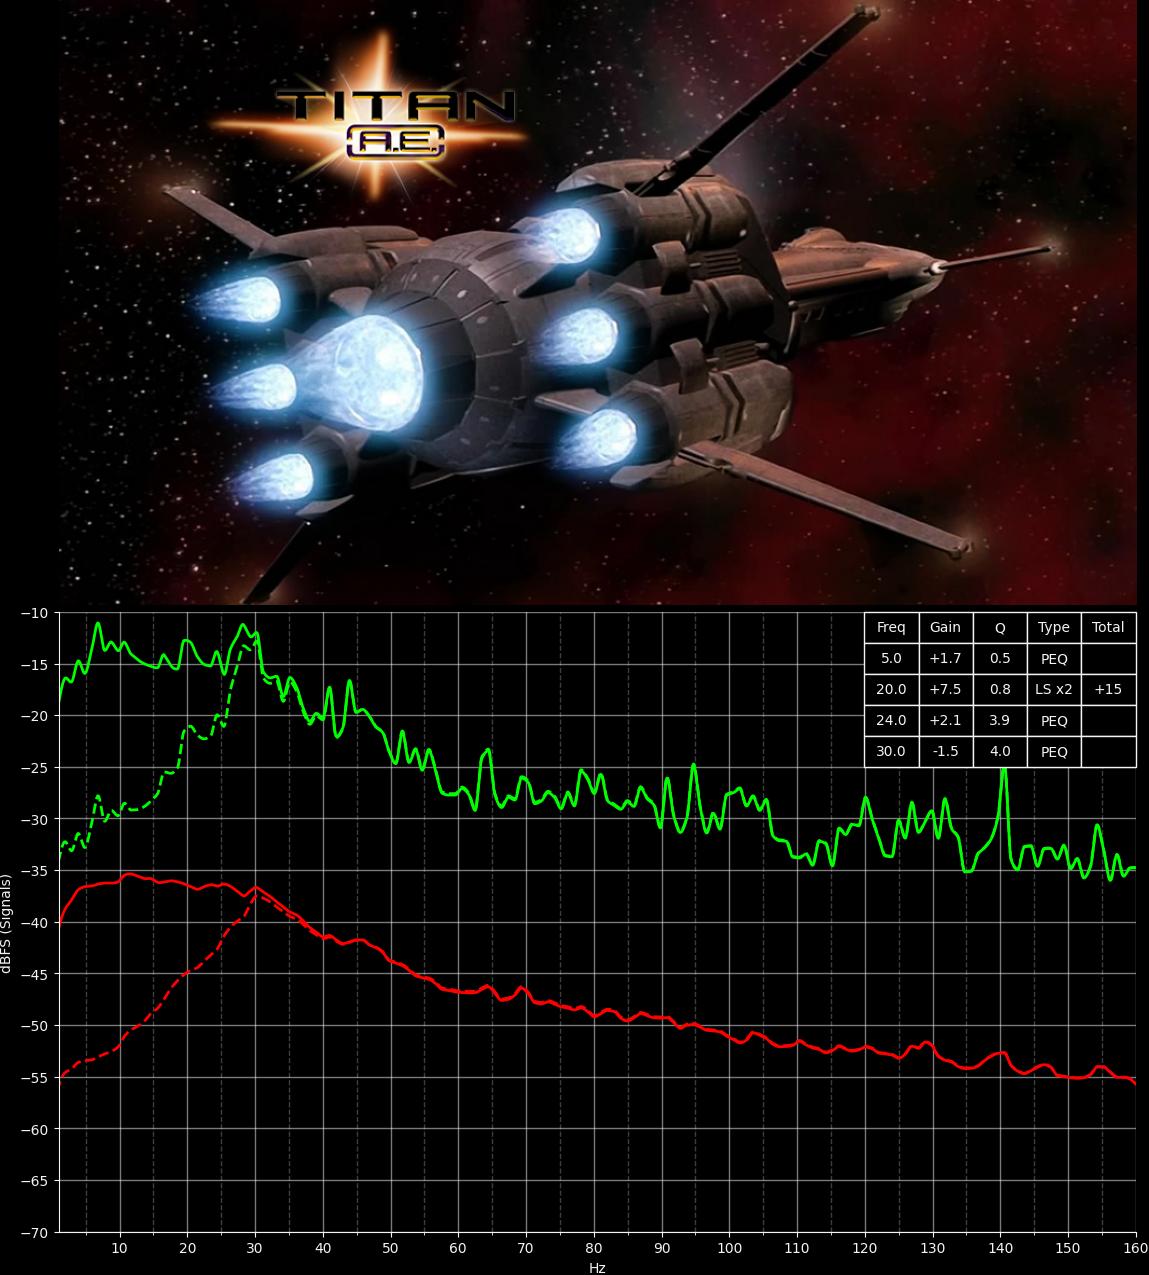 TITAN
A.E.
−10
−15
−20
−25
−30
−35
−40
−45
−50
−55
−60
−65
−70
dBFS (Signals)
Freq Gain Q Type Total
5.0 +1.7 0.5 PEQ
20.0 +7.5 0.8 LS x2 +15
24.0 +2.1 3.9 PEQ
30.0 -1.5 4.0 PEQ
10 20 30 40 50 60 70 80 90 100 110 120 130 140 150 160
Hz